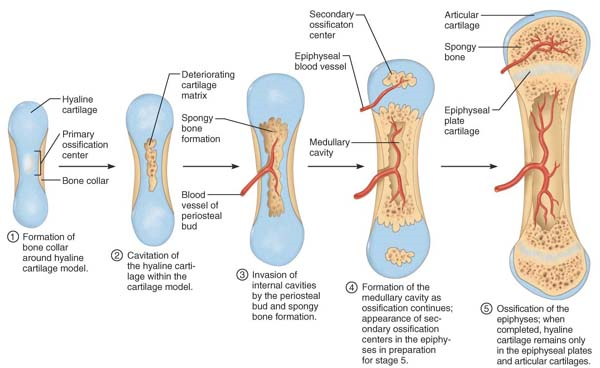 Hyaline
cartilage
Primary
ossification
center
Bone collar
① Formation of
bone collar
around hyaline
cartilage model.
Deteriorating
cartilage
matrix
② Cavitation of
the hyaline carti-
lage within the
cartilage model.
Spongy
bone
formation
Blood
vessel of
periosteal
bud
③ Invasion of
internal cavities
by the periosteal
bud and spongy
bone formation.
Secondary
ossificaton
center
Epiphyseal
blood vessel
Medullary
cavity
④ Formation of the
medullary cavity as
ossification continues;
appearance of sec-
ondary ossification
centers in the epiphy-
ses in preparation
for stage 5.
Articular
cartilage
Spongy
bone
Epiphyseal
plate
cartilage
⑤ Ossification of the
epiphyses; when
completed, hyaline
cartilage remains only
in the epiphyseal plates
and articular cartilages.